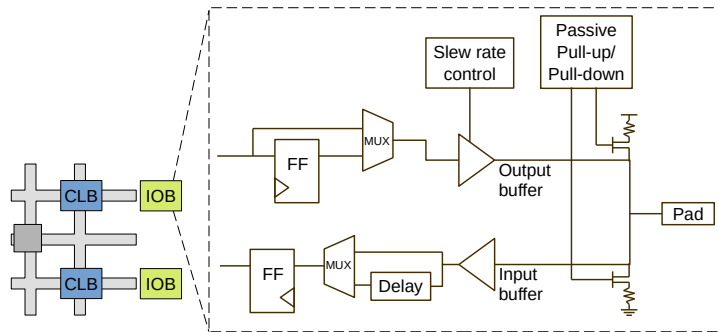 Slew rate
control
Passive
Pull-up/
Pull-down
MUX
FF
Output
buffer
CLB
IOB
Pad
FF
MUX
Delay
Input
buffer
CLB
IOB